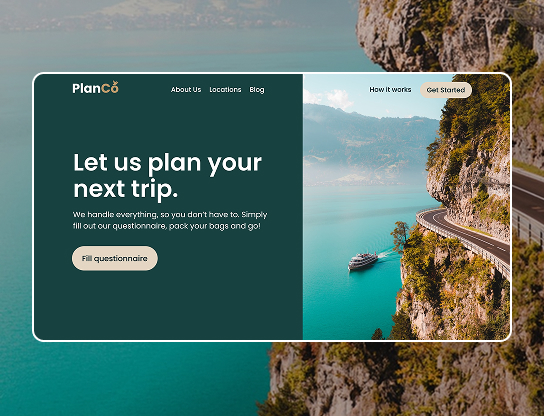 PlanCo
About Us Locations Blog
How it works
Get Started
Let us plan your
next trip.
We handle everything, so you don't have to. Simply
fill out our questionnaire, pack your bags and go!
Fill questionnaire